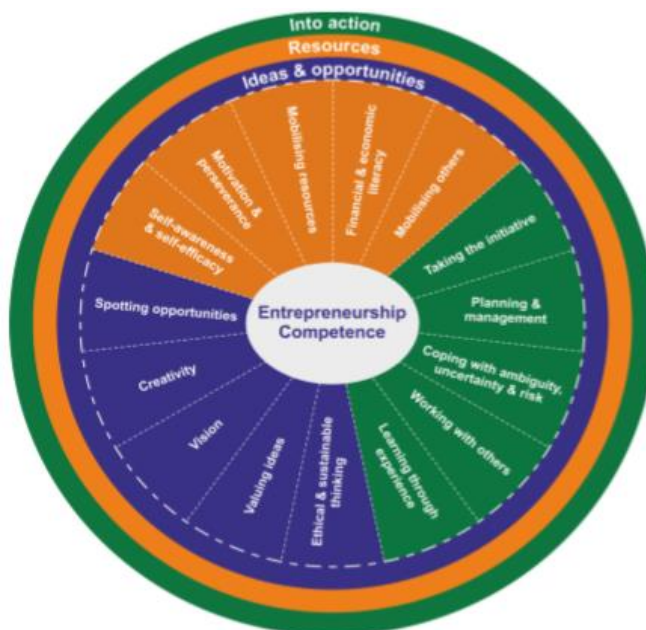 Into action
Resources
Ideas & opportunities
Self-awareness
& self-efficacy
Motivation &
perseverence
Mobilising resources
Financial & economic
literacy
Mobilising others
Taking the initiative
Planning &
management
Coping with ambiguity,
uncertainty & risk
Working with others
Learning through
experience
Ethical & sustainable
thinking
Valuing ideas
Vision
Creativity
Spotting opportunities
Entrepreneurship
Competence